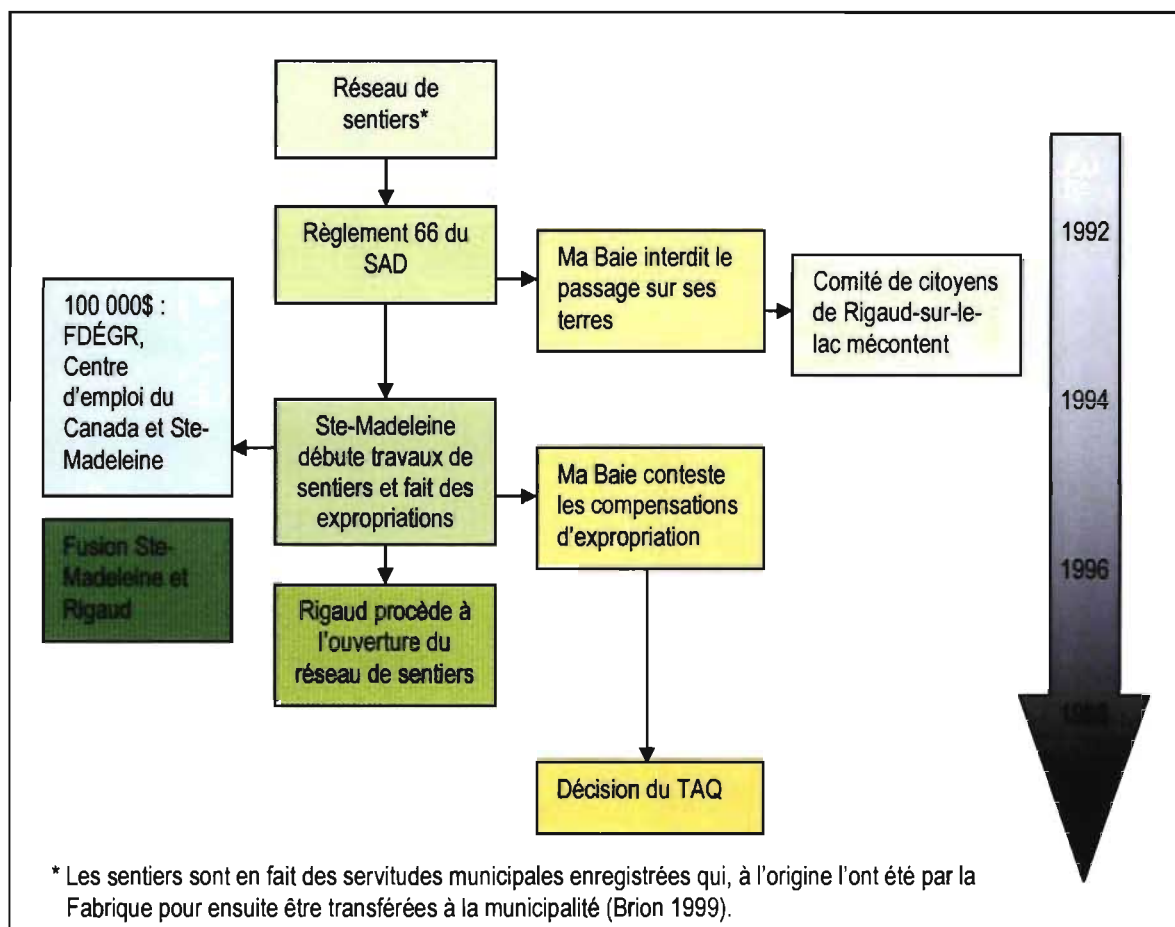 Réseau de
sentiers*
Règlement 66 du
SAD
Ma Baie interdit le
passage sur ses
terres
Comité de citoyens
de Rigaud-sur-le-
lac mécontent
100 000$ :
FDÉGR,
Centre
d'emploi du
Canada et Ste-
Madeleine
Ste-Madeleine
débute travaux de
sentiers et fait des
expropriations
Ma Baie conteste
les compensations
d'expropriation
Fusion Ste-
Madeleine et
Rigaud
Rigaud procède à
l'ouverture du
réseau de sentiers
Décision du TAQ
1992
1994
1996
1998
* Les sentiers sont en fait des servitudes municipales enregistrées qui, à l'origine l'ont été par la
Fabrique pour ensuite être transférées à la municipalité (Brion 1999).